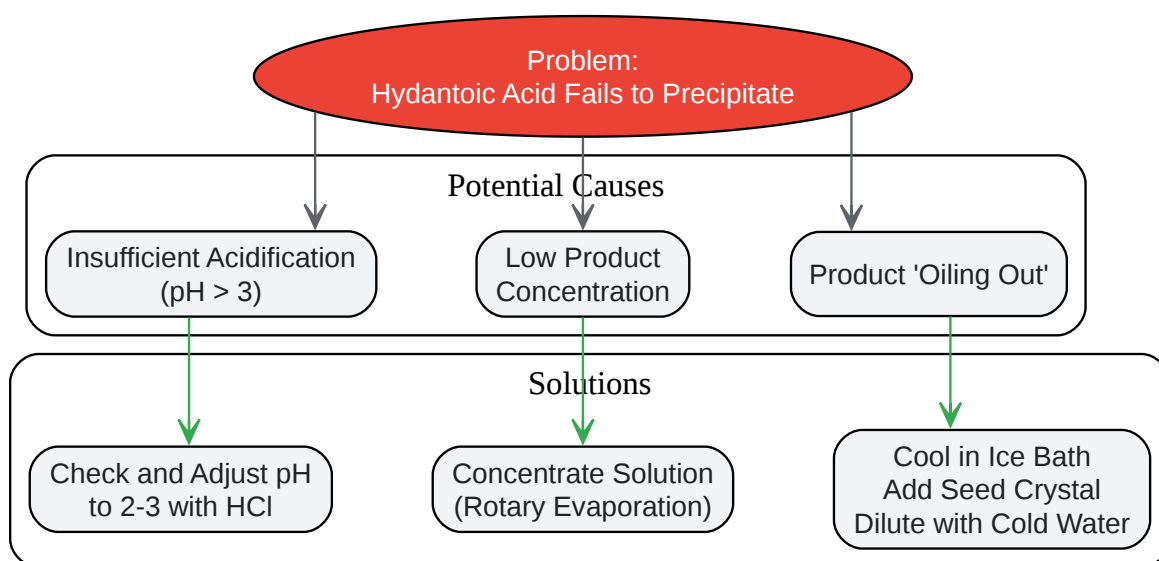 Problem:
Hydantoic Acid Fails to Precipitate
Potential Causes
Insufficient Acidification
(pH > 3)
Low Product
Concentration
Product 'Oiling Out'
Solutions
Check and Adjust pH
to 2-3 with HCl
Concentrate Solution
(Rotary Evaporation)
Cool in Ice Bath
Add Seed Crystal
Dilute with Cold Water